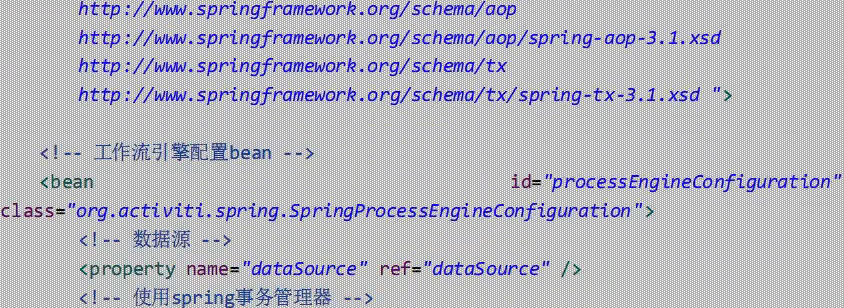 http://www.springframework.org/schema/aop
http://www.springframework.org/schema/aop/spring-aop-3.1.xsd
http://www.springframework.org/schema/tx
http://www.springframework.org/schema/tx/spring-tx-3.1.xsd ">
<!-- 工作流引擎配置bean -->
<bean id="processEngineConfiguration"
class="org.activiti.spring.SpringProcessEngineConfiguration">
<!-- 数据源 -->
<property name="dataSource" ref="dataSource" />
<!-- 使用spring事务管理器 -->